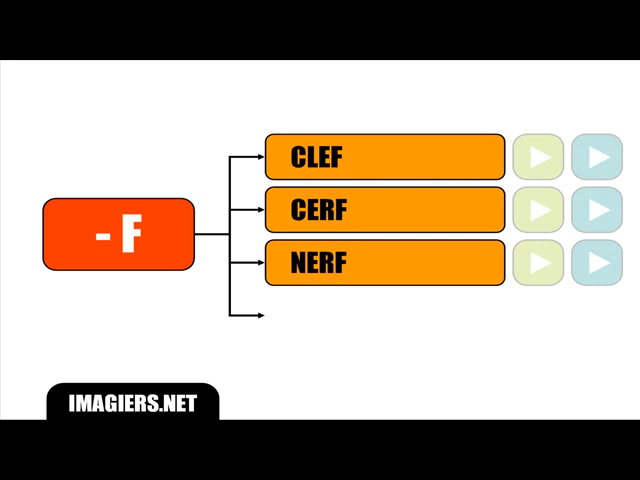 - F
CLEF
CERF
NERF
IMAGIERS.NET